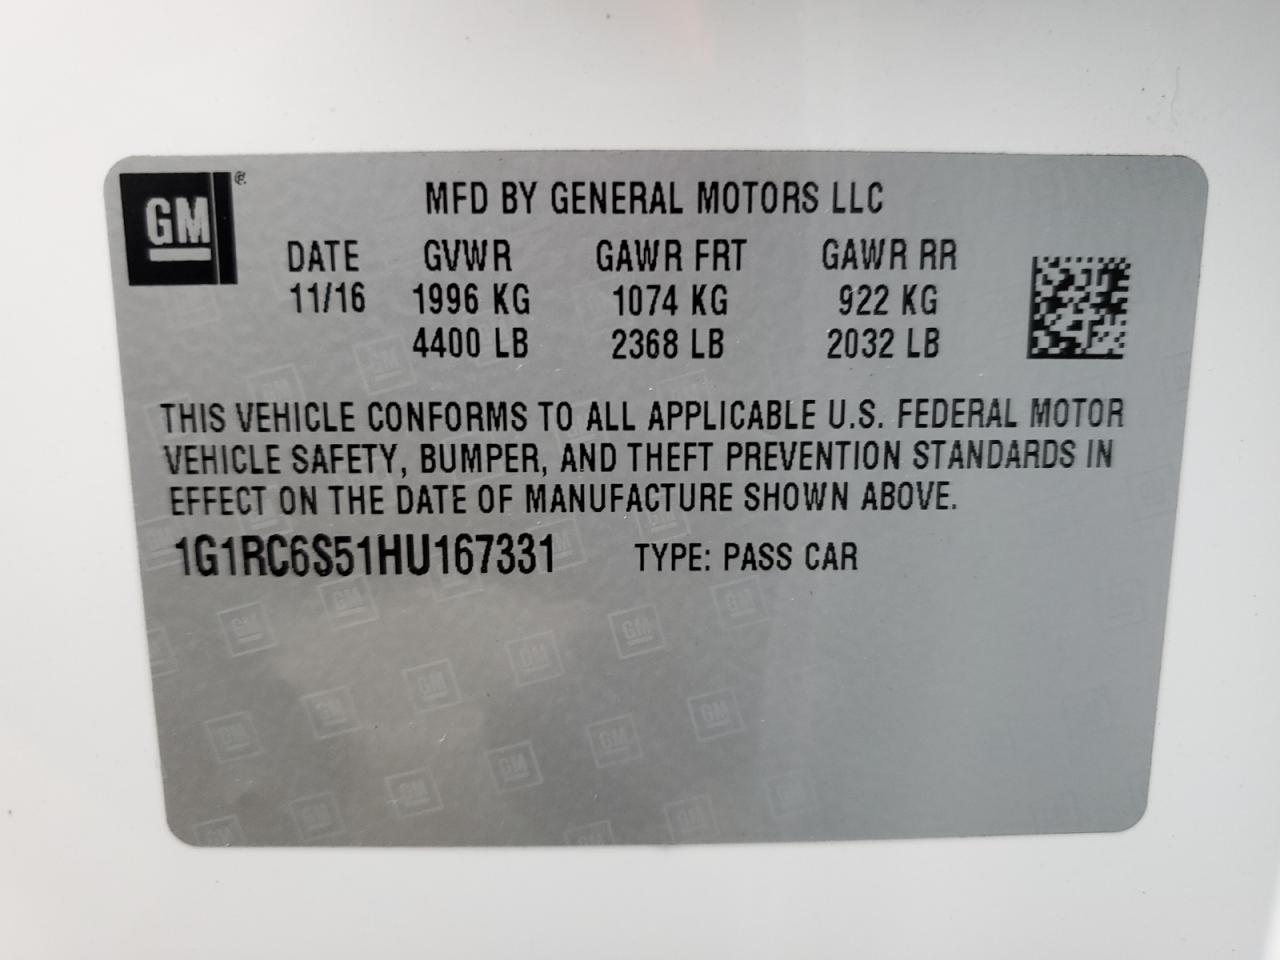 GM ®
MFD BY GENERAL MOTORS LLC
DATE GVWR GAWR FRT GAWR RR
11/16 1996 KG 1074 KG 922 KG
4400 LB 2368 LB 2032 LB
THIS VEHICLE CONFORMS TO ALL APPLICABLE U.S. FEDERAL MOTOR
VEHICLE SAFETY, BUMPER, AND THEFT PREVENTION STANDARDS IN
EFFECT ON THE DATE OF MANUFACTURE SHOWN ABOVE.
1G1RC6S51HU167331 TYPE: PASS CAR